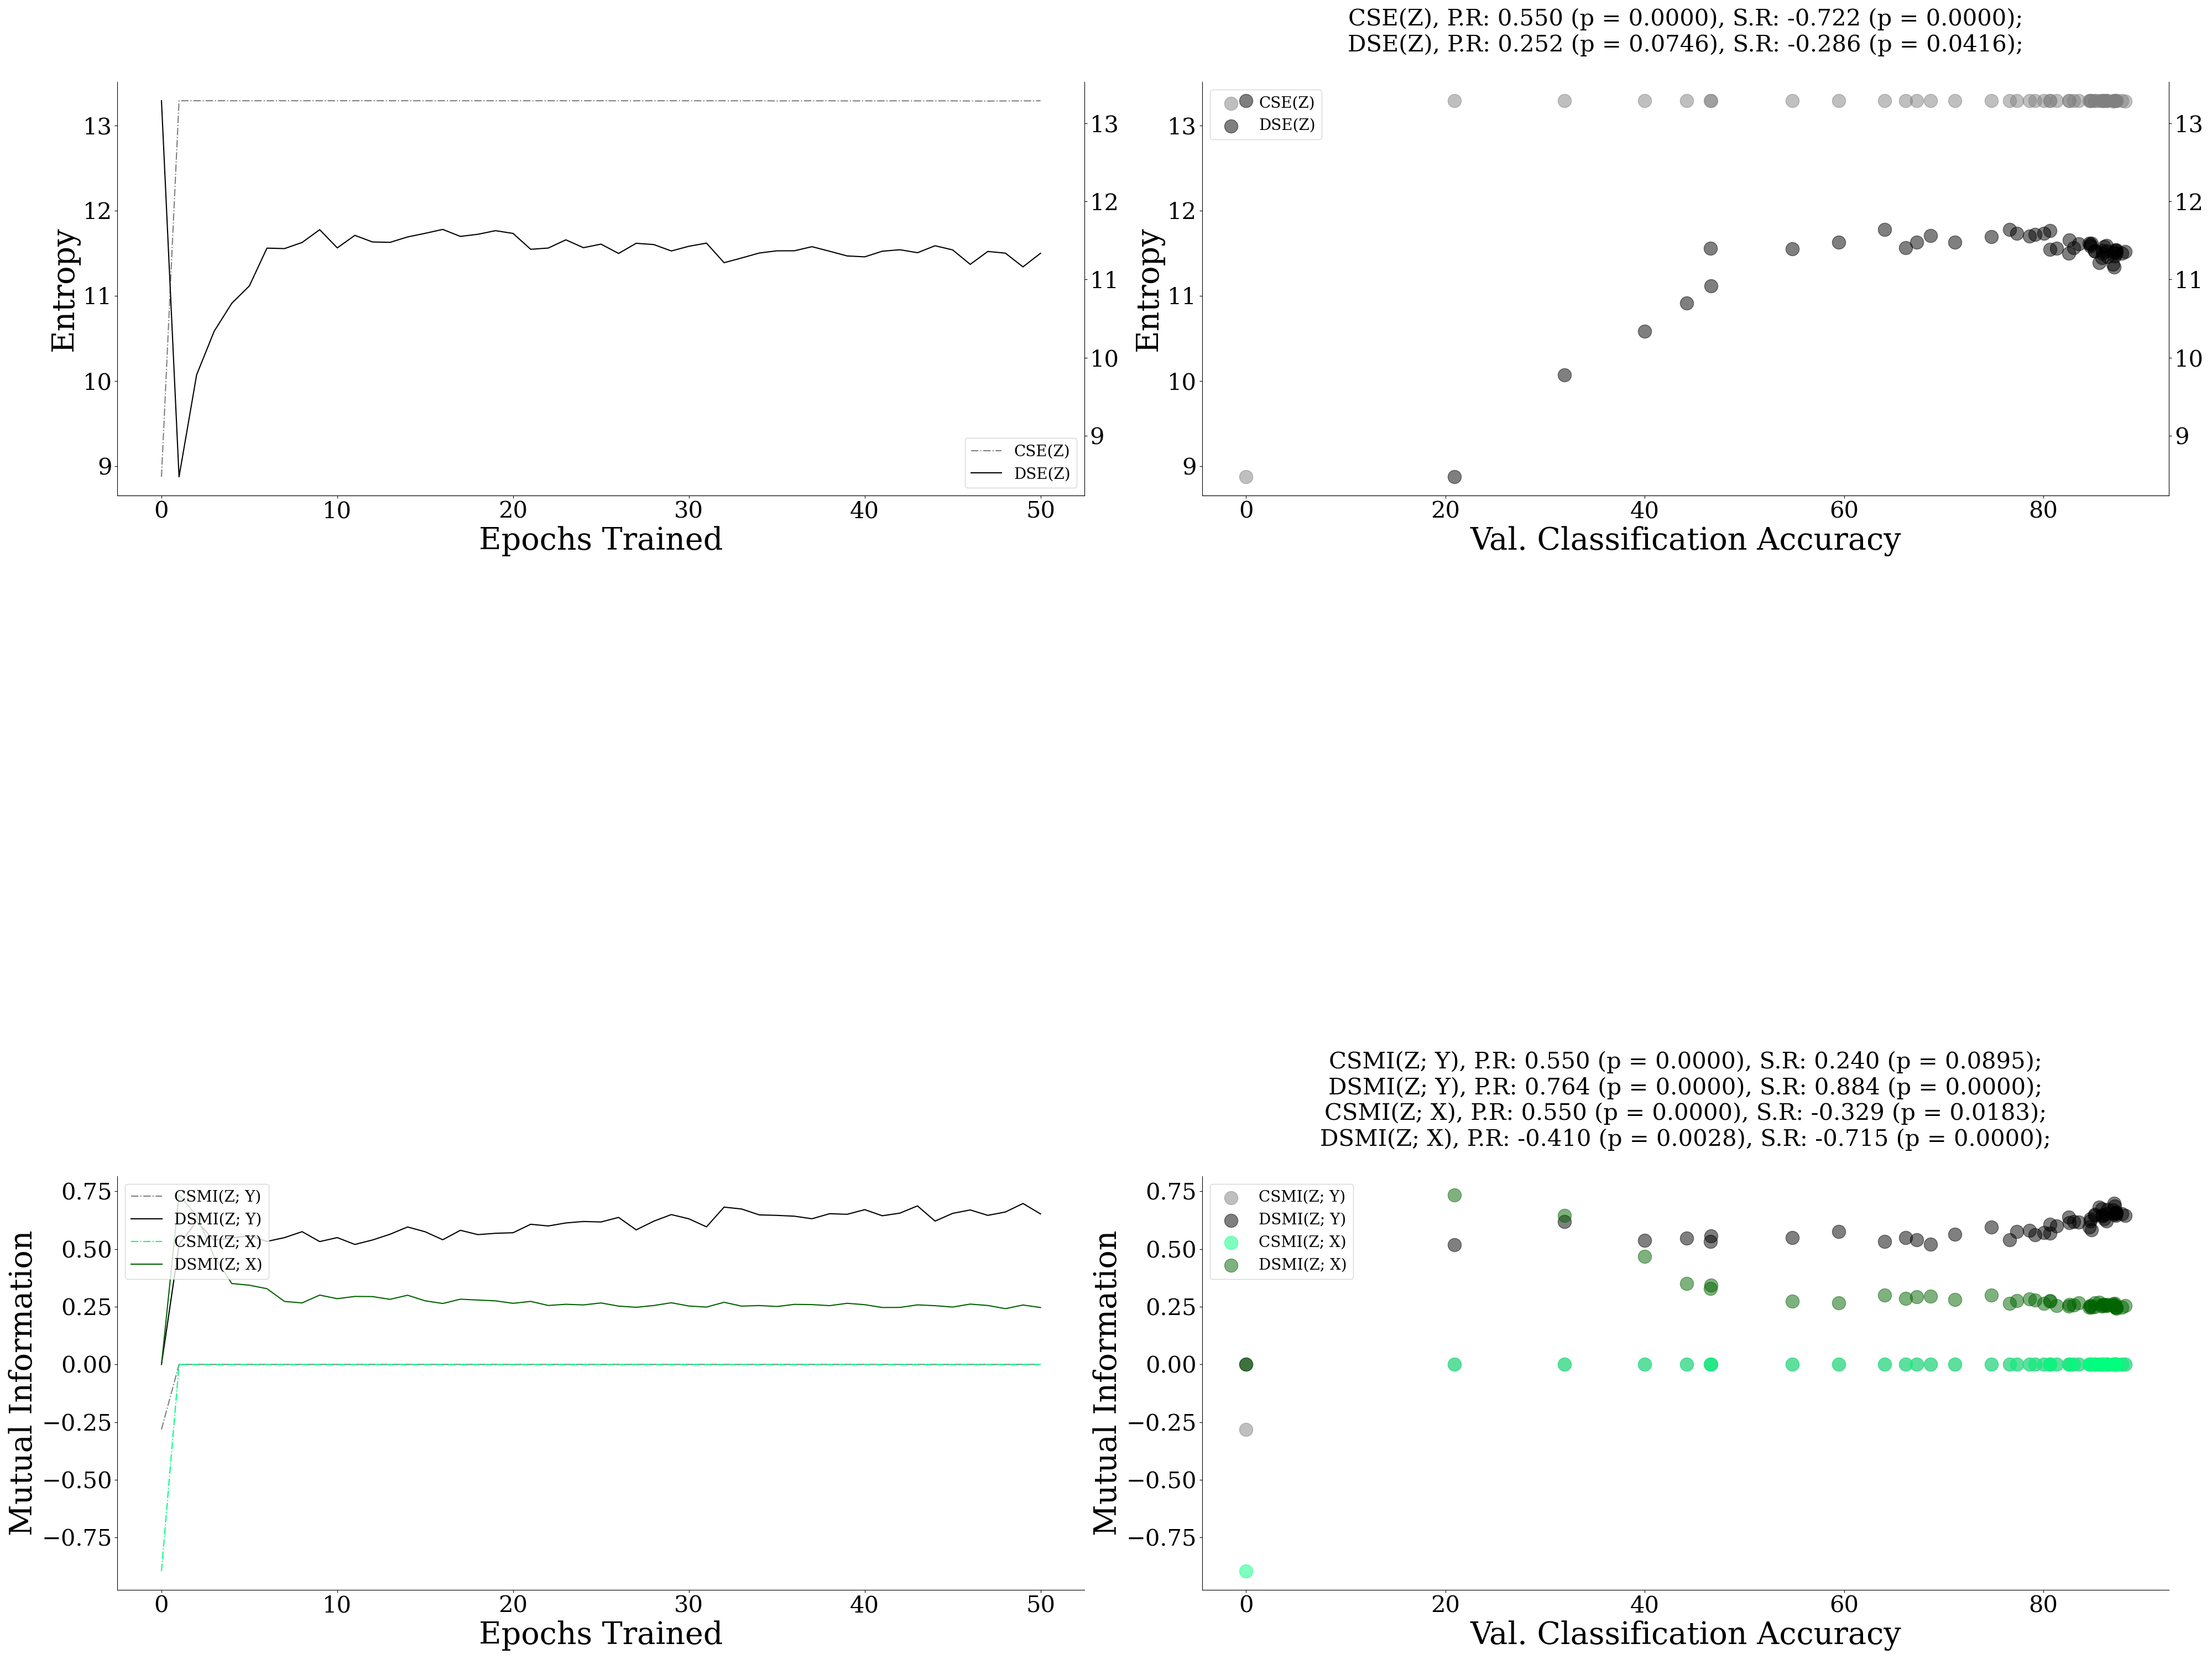 CSE(Z), P.R: 0.550 (p = 0.0000), S.R: -0.722 (p = 0.0000);
DSE(Z), P.R: 0.252 (p = 0.0746), S.R: -0.286 (p = 0.0416);
13
12
11
10
9
Entropy
13
12
11
10
9
CSE(Z)
DSE(Z)
0 10 20 30 40 50
Epochs Trained
13
12
11
10
9
Entropy
13
12
11
10
9
CSE(Z)
DSE(Z)
0 20 40 60 80
Val. Classification Accuracy
CSMI(Z; Y), P.R: 0.550 (p = 0.0000), S.R: 0.240 (p = 0.0895);
DSMI(Z; Y), P.R: 0.764 (p = 0.0000), S.R: 0.884 (p = 0.0000);
CSMI(Z; X), P.R: 0.550 (p = 0.0000), S.R: -0.329 (p = 0.0183);
DSMI(Z; X), P.R: -0.410 (p = 0.0028), S.R: -0.715 (p = 0.0000);
0.75
0.50
0.25
0.00
−0.25
−0.50
−0.75
Mutual Information
CSMI(Z; Y)
DSMI(Z; Y)
CSMI(Z; X)
DSMI(Z; X)
0 10 20 30 40 50
Epochs Trained
0.75
0.50
0.25
0.00
−0.25
−0.50
−0.75
Mutual Information
CSMI(Z; Y)
DSMI(Z; Y)
CSMI(Z; X)
DSMI(Z; X)
0 20 40 60 80
Val. Classification Accuracy